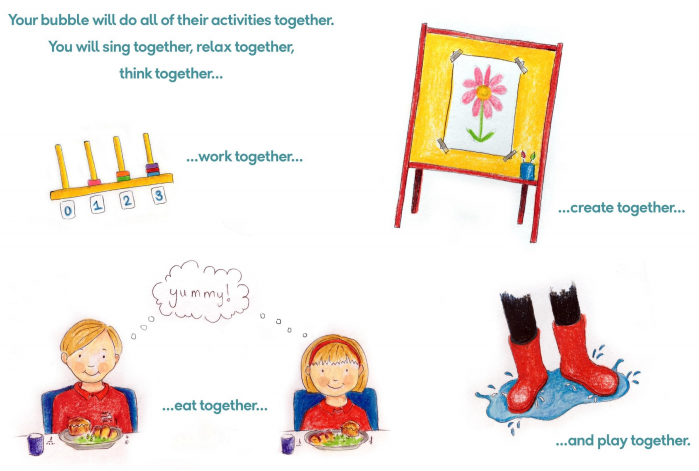 Your bubble will do all of their activities together.
You will sing together, relax together,
think together...
...work together...
0 1 2 3
...create together...
yummy!
...eat together...
...and play together.